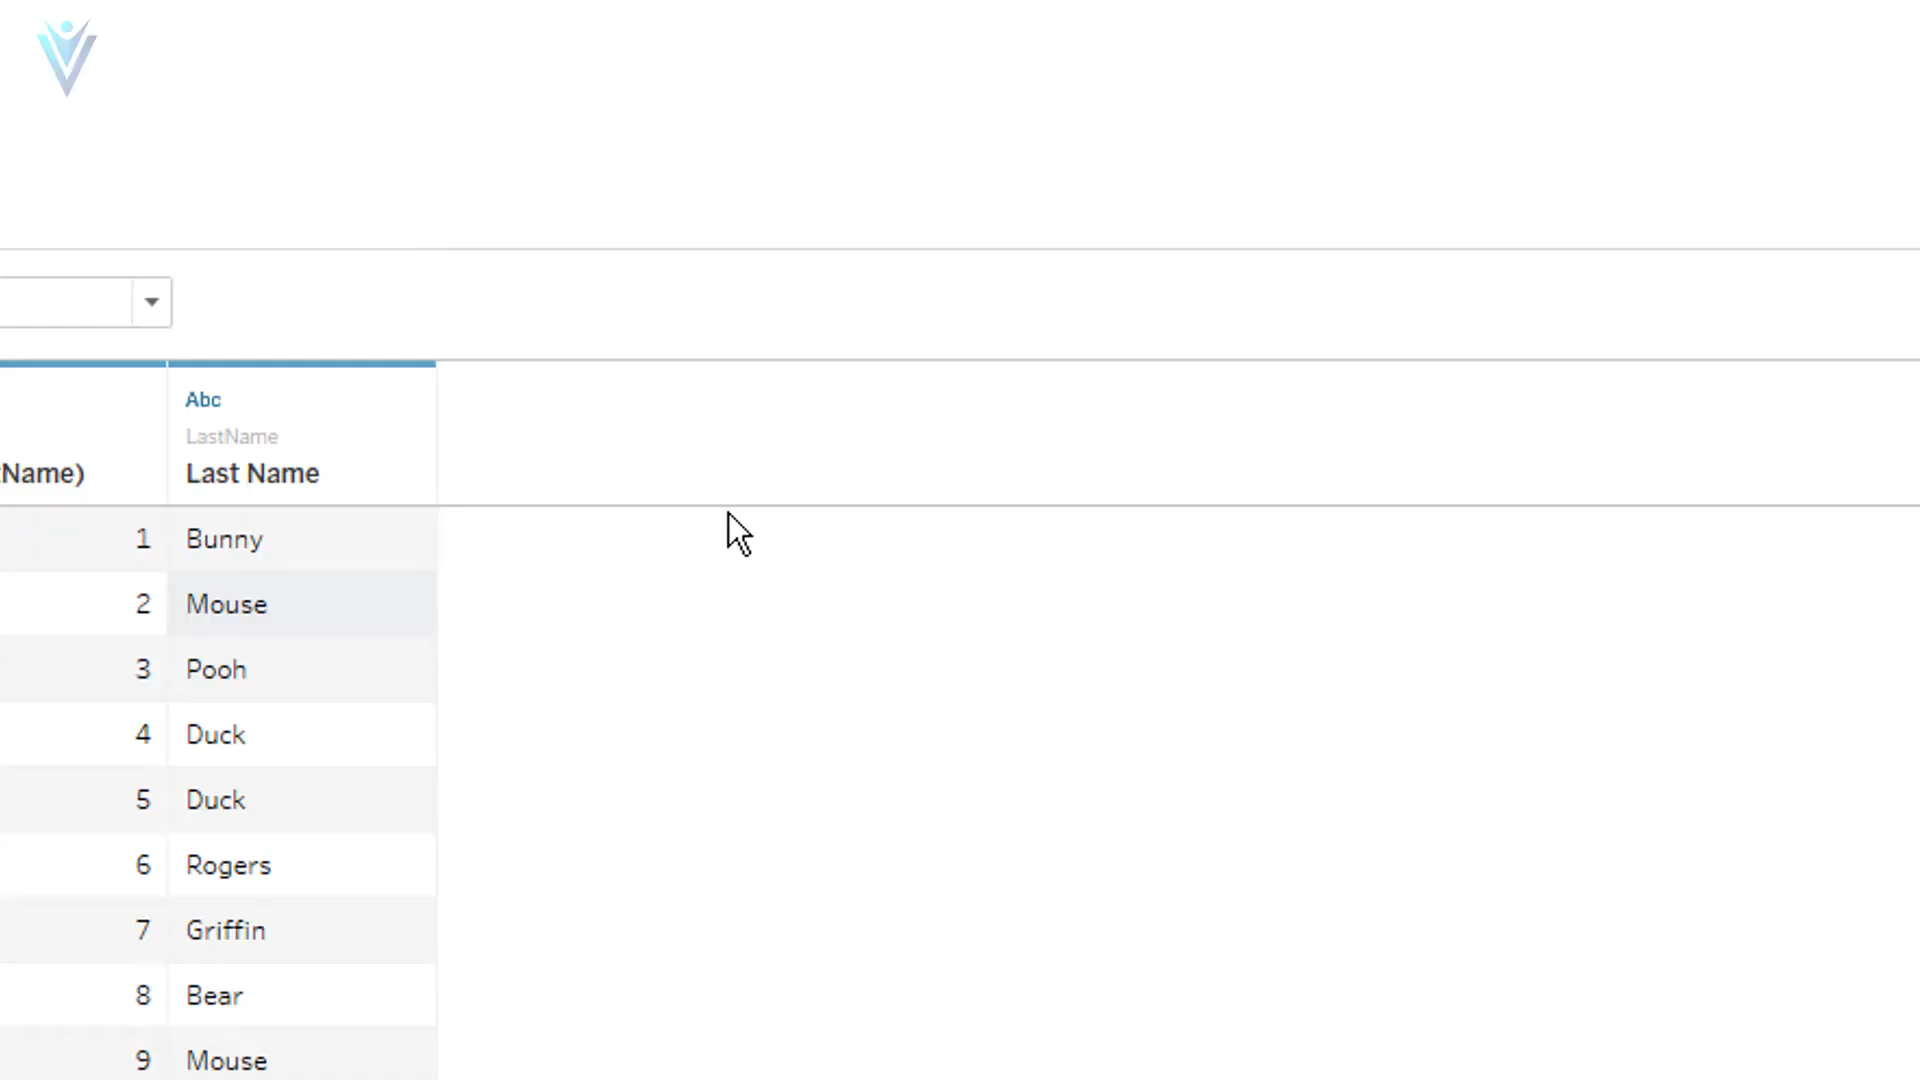 Abc
LastName
tName) Last Name
1 Bunny
2 Mouse
3 Pooh
4 Duck
5 Duck
6 Rogers
7 Griffin
8 Bear
9 Mouse